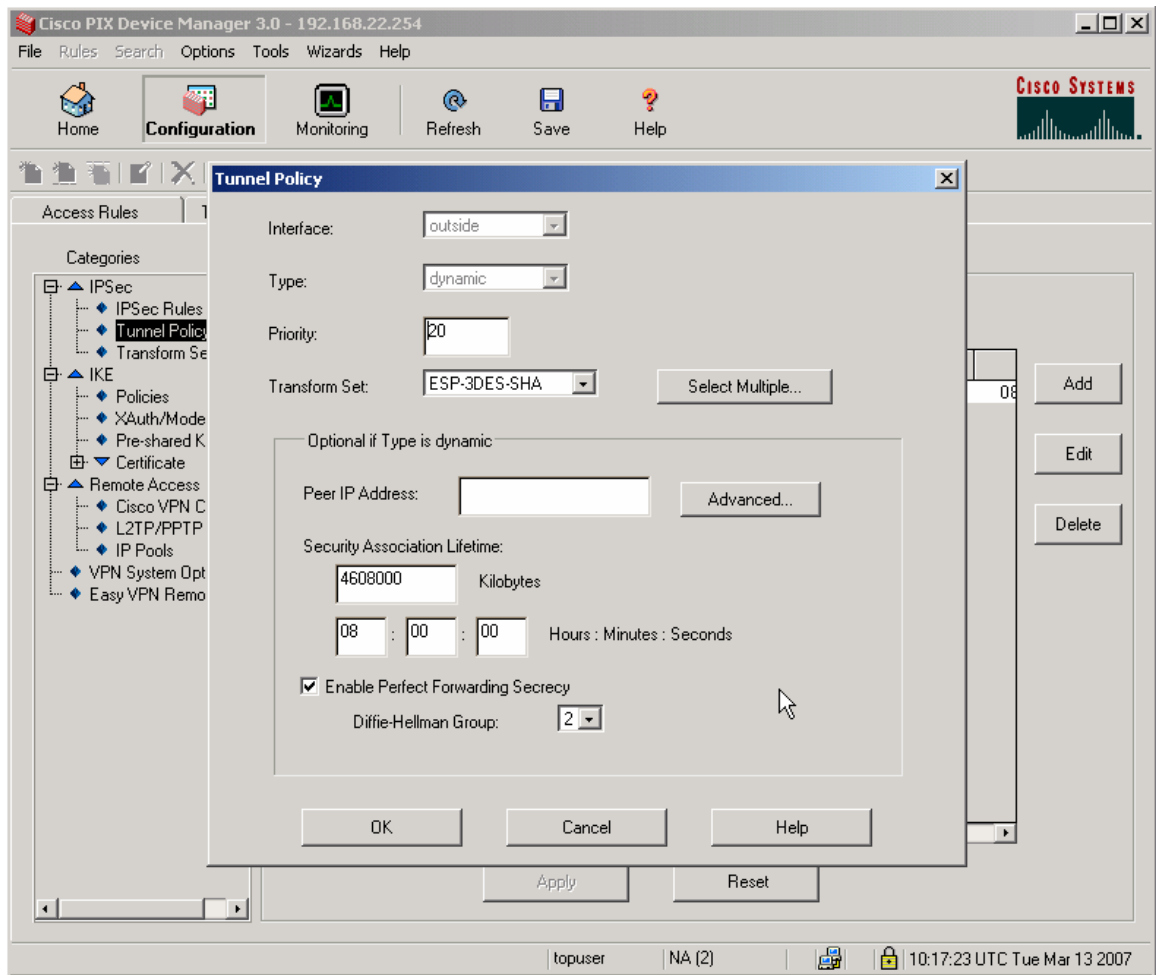 Cisco PIX Device Manager 3.0 - 192.168.22.254
File Rules Search Options Tools Wizards Help
Home Configuration Monitoring Refresh Save Help
CISCO SYSTEMS
Access Rules
Categories
IPSec
IPSec Rules
Tunnel Policy
Transform Se
IKE
Policies
XAuth/Mode
Pre-shared K
Certificate
Remote Access
Cisco VPN C
L2TP/PPTP
IP Pools
VPN System Opt
Easy VPN Remo
Tunnel Policy
Interface: outside
Type: dynamic
Priority: 20
Transform Set: ESP-3DES-SHA Select Multiple...
Optional if Type is dynamic
Peer IP Address: Advanced...
Security Association Lifetime:
4608000 Kilobytes
08 : 00 : 00 Hours : Minutes : Seconds
Enable Perfect Forwarding Secrecy
Diffie-Hellman Group: 2
OK Cancel Help
08
Add
Edit
Delete
Apply Reset
topuser NA (2) 10:17:23 UTC Tue Mar 13 2007